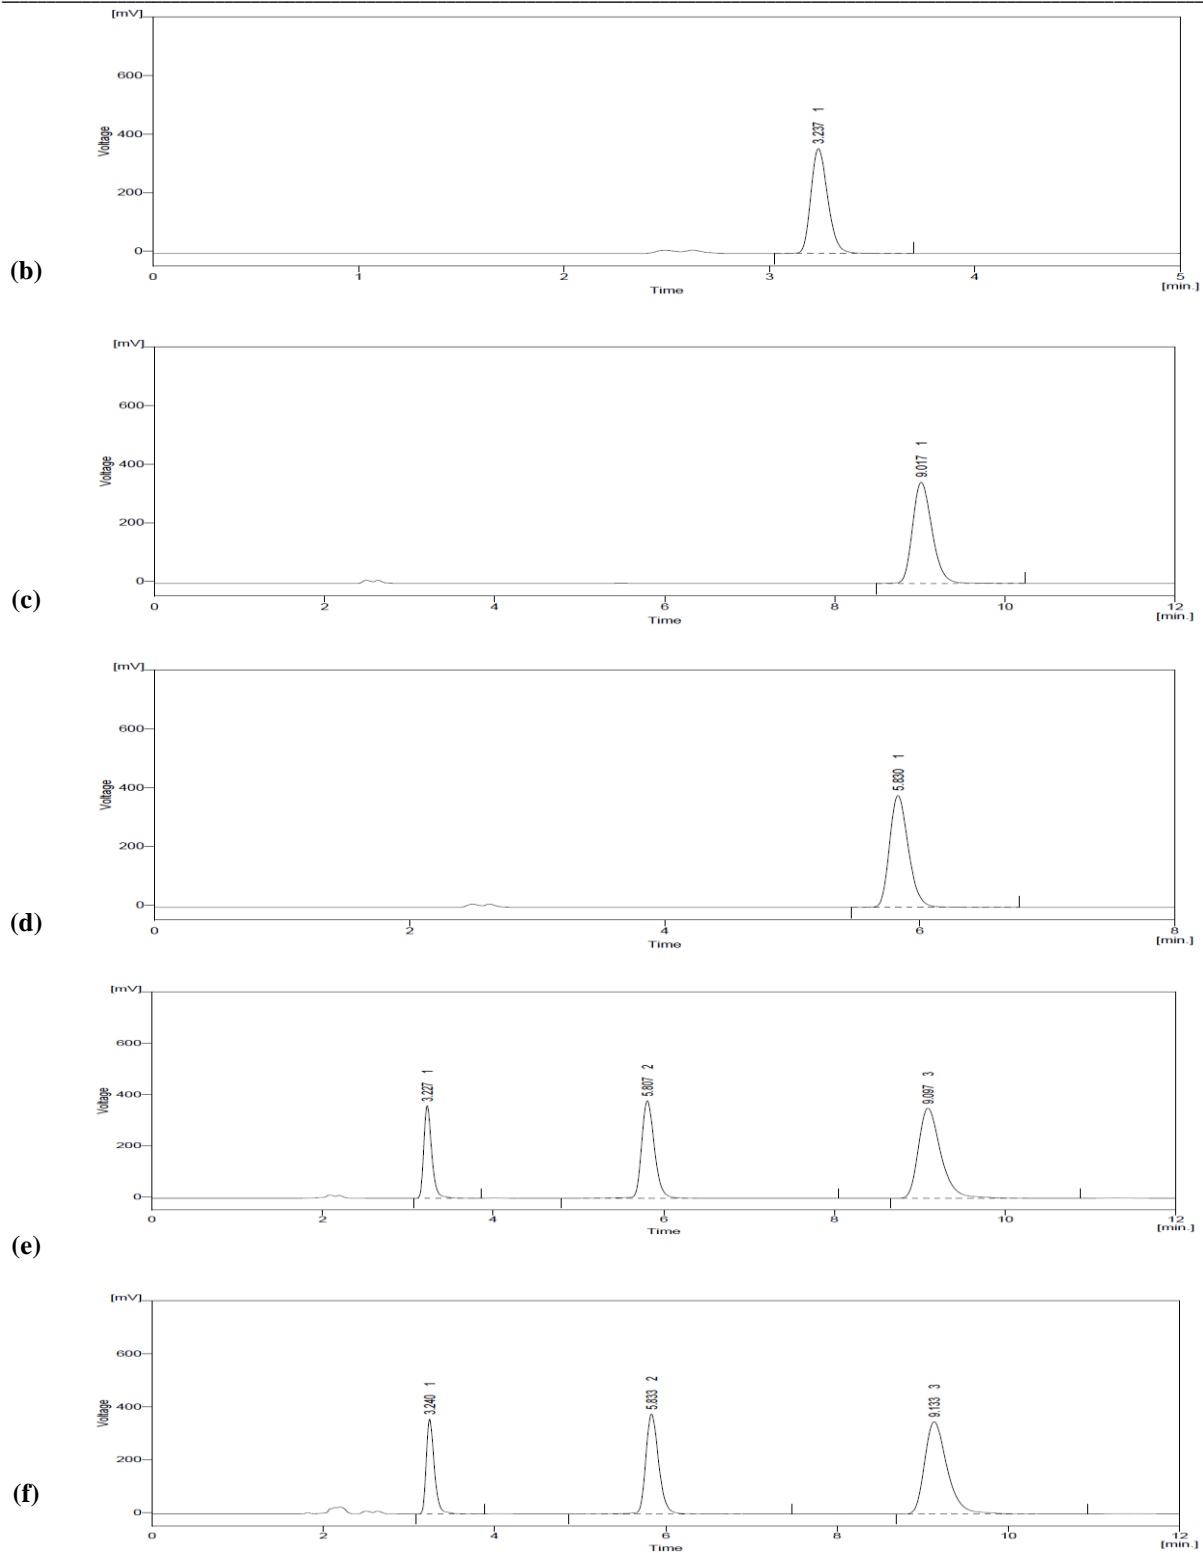 [mV]
600
400
200
0
Voltage
3.237 1
0 1 2 3 4 5
Time
[min.]
(b)
[mV]
600
400
200
0
Voltage
9.017 1
0 2 4 6 8 10 12
Time
[min.]
(c)
[mV]
600
400
200
0
Voltage
5.830 1
0 2 4 6 8
Time
[min.]
(d)
[mV]
600
400
200
0
Voltage
3.227 1
5.807 2
9.097 3
0 2 4 6 8 10 12
Time
[min.]
(e)
[mV]
600
400
200
0
Voltage
3.240 1
5.833 2
9.133 3
0 2 4 6 8 10 12
Time
[min.]
(f)